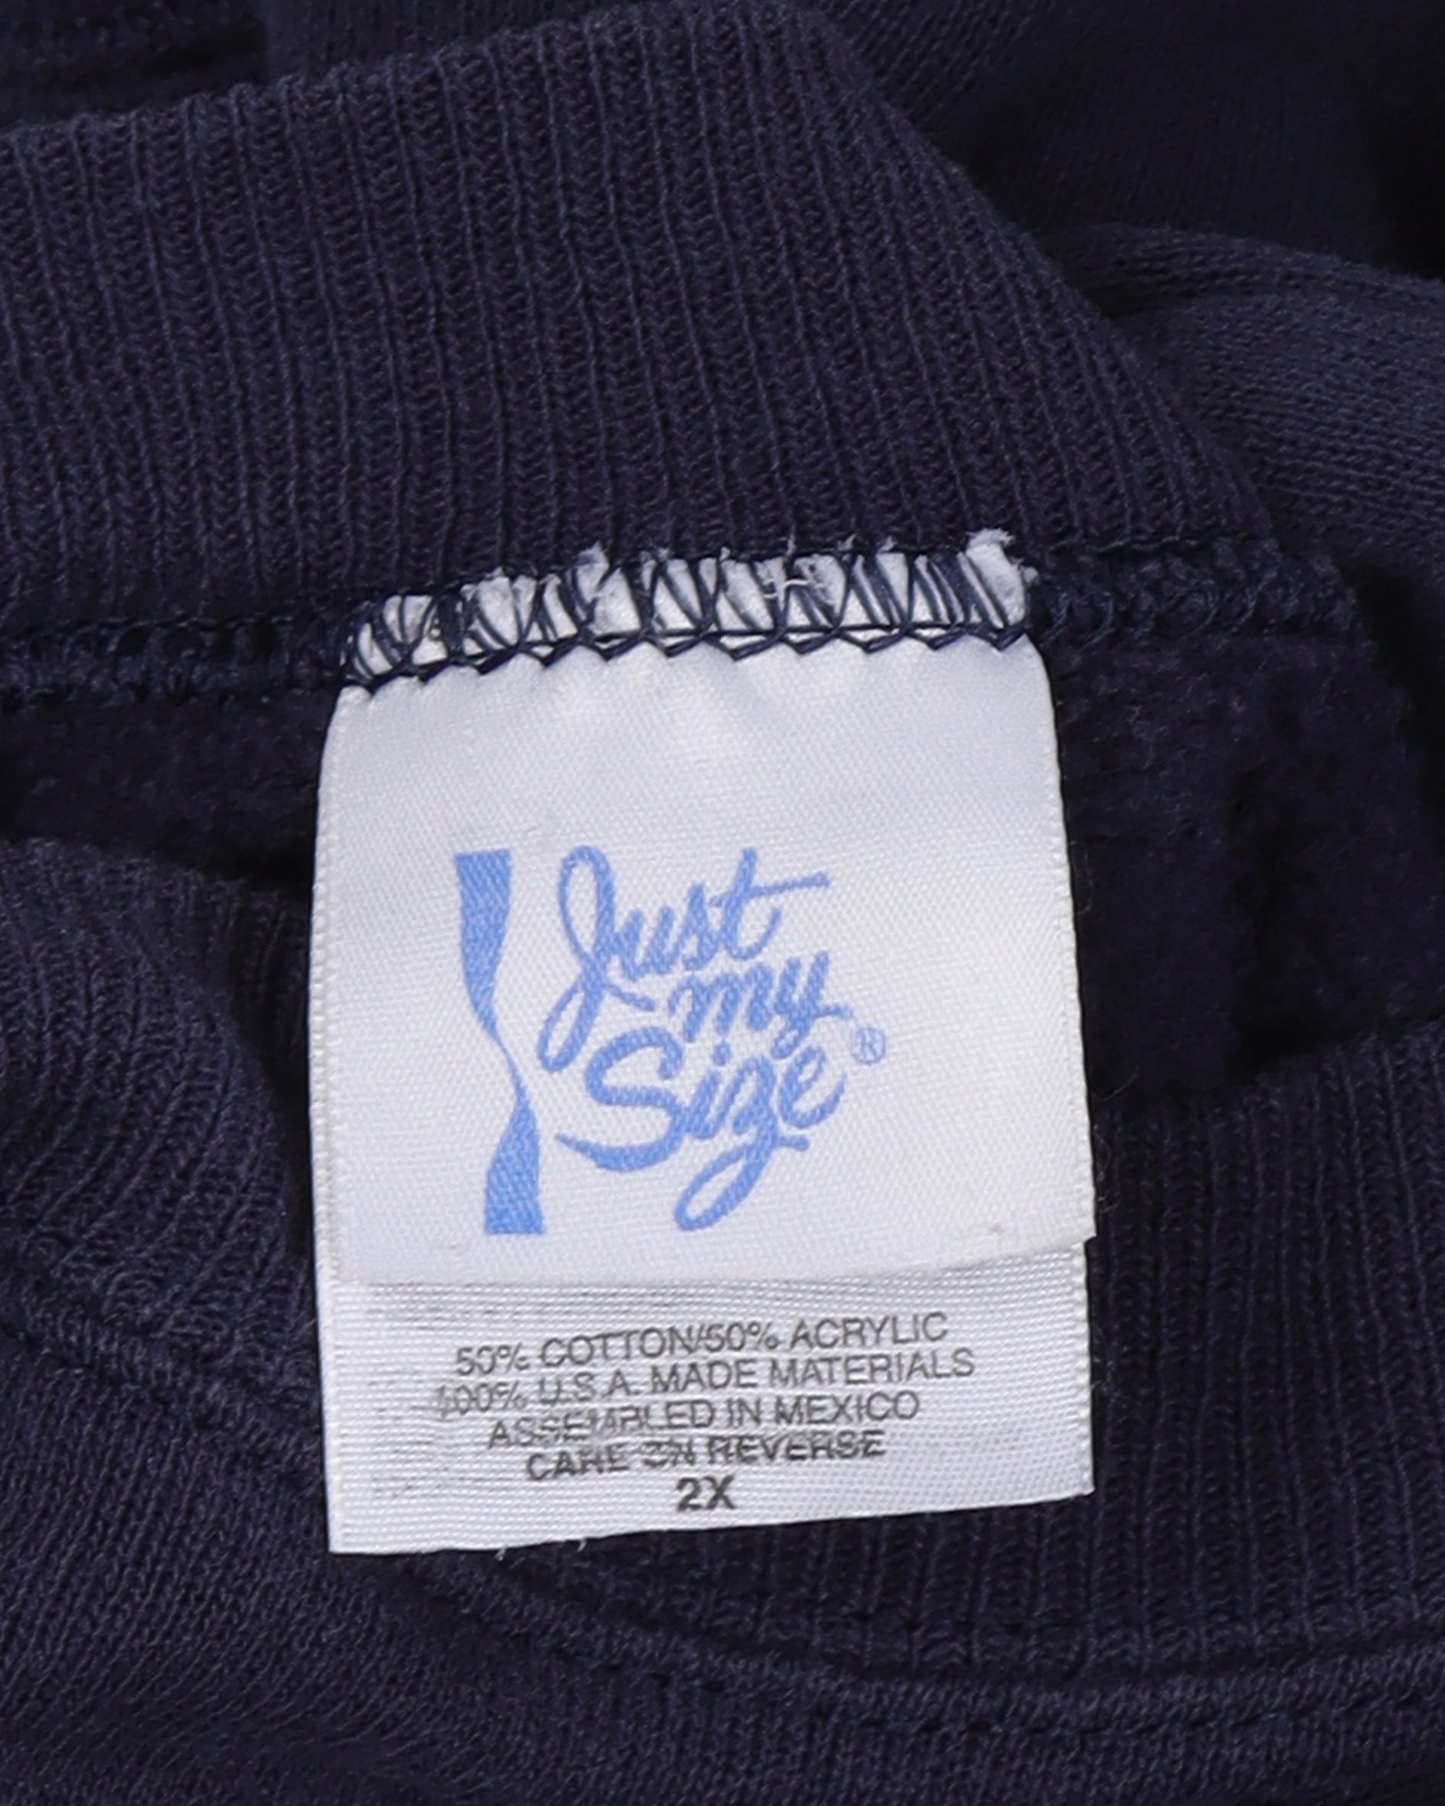 Just
my
Size®
50% COTTON/50% ACRYLIC
100% U.S.A. MADE MATERIALS
ASSEMBLED IN MEXICO
CARE ON REVERSE
2X